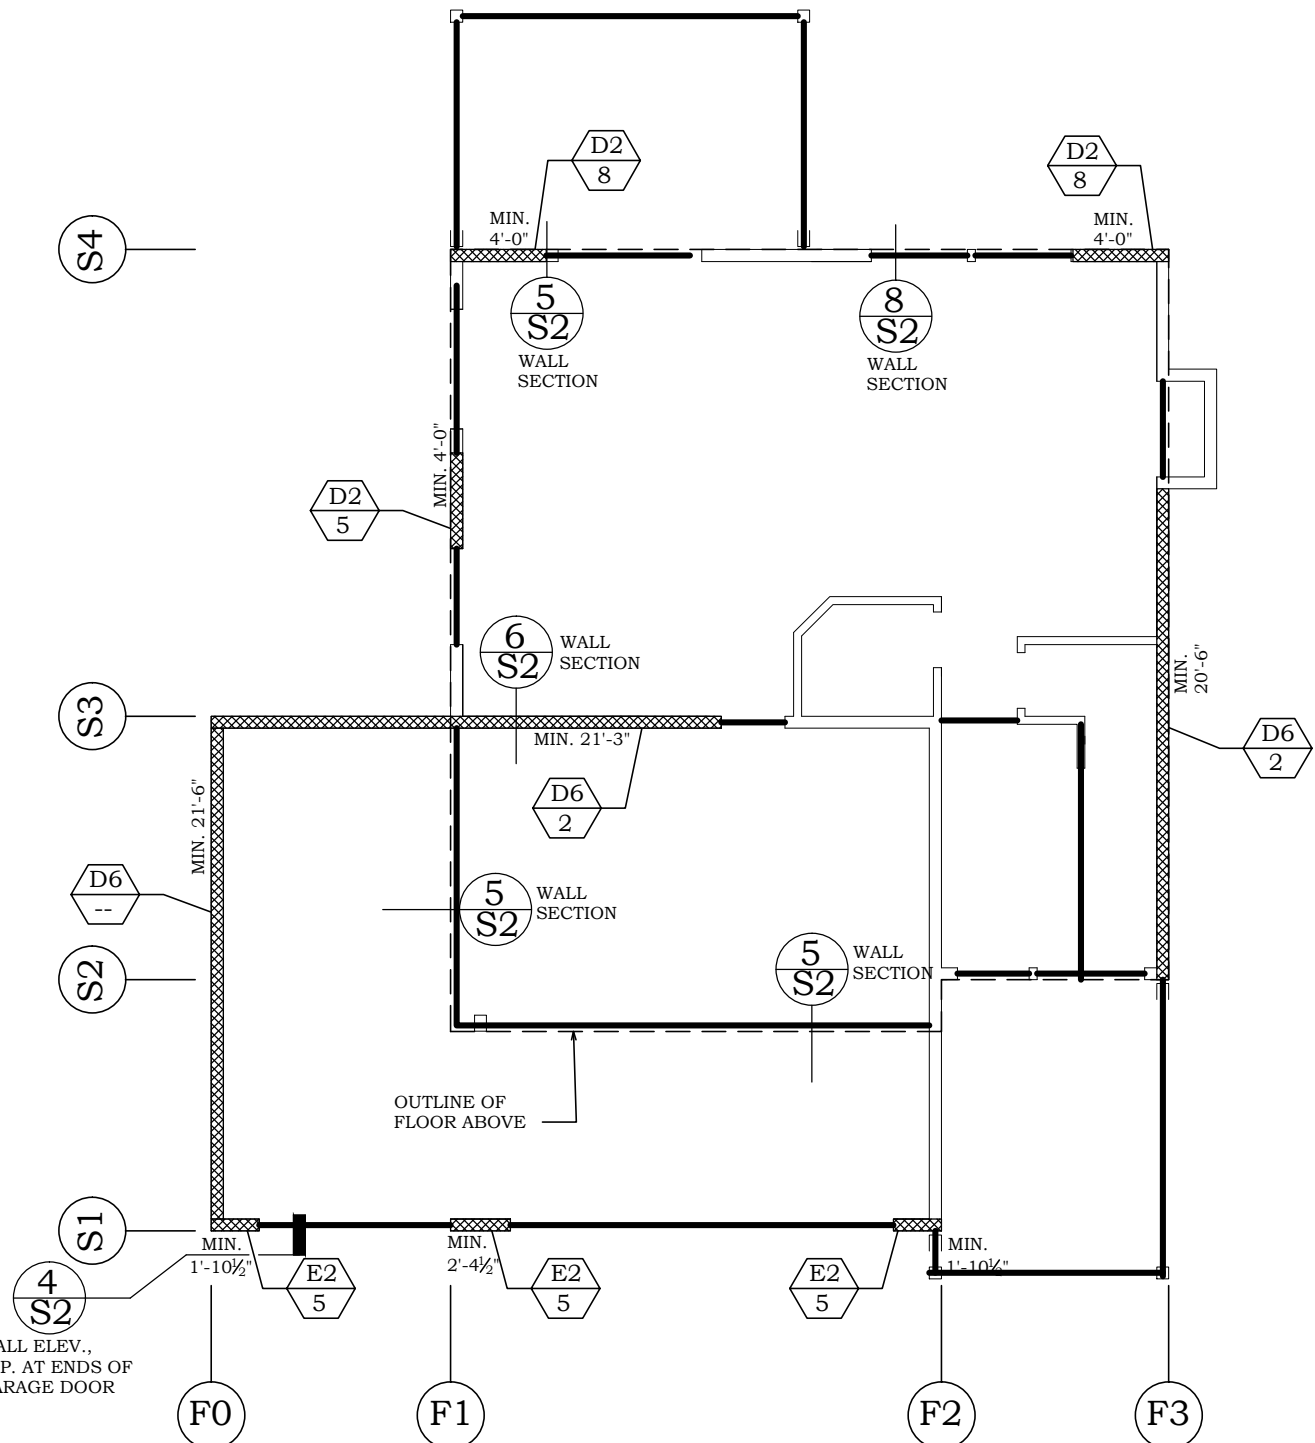 D2
8
D2
8
MIN.
4'-0"
MIN.
4'-0"
S4
5
S2
WALL
SECTION
8
S2
WALL
SECTION
MIN. 4'-0"
D2
5
6
S2
WALL
SECTION
MIN.
20'-6"
S3
MIN. 21'-3"
D6
2
D6
2
MIN. 21'-6"
D6
--
5
S2
WALL
SECTION
5
S2
WALL
SECTION
S2
OUTLINE OF
FLOOR ABOVE
S1
MIN.
1'-10½"
MIN.
2'-4½"
MIN.
1'-10½"
E2
5
E2
5
E2
5
4
S2
ALL ELEV.,
P. AT ENDS OF
ARAGE DOOR
F0
F1
F2
F3